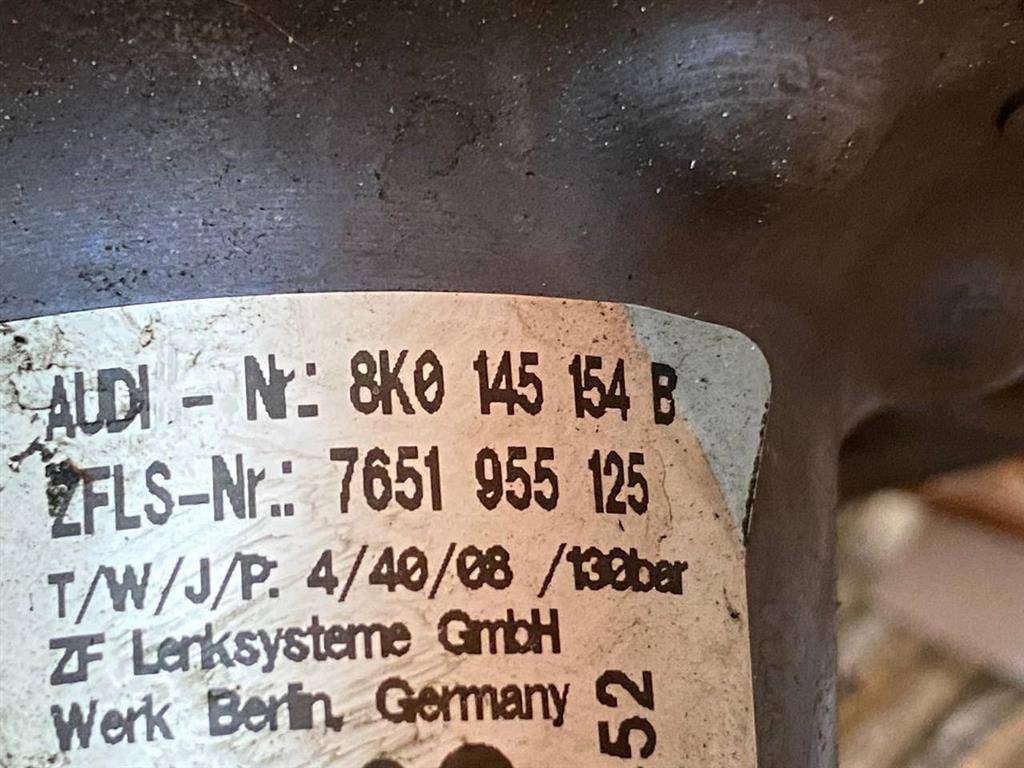 AUDI - Nr.: 8K0 145 154 B
ZFLS-Nr.: 7651 955 125
T/W/J/P: 4/40/08 /130bar
ZF Lenksysteme GmbH
Werk Berlin, Germany
52